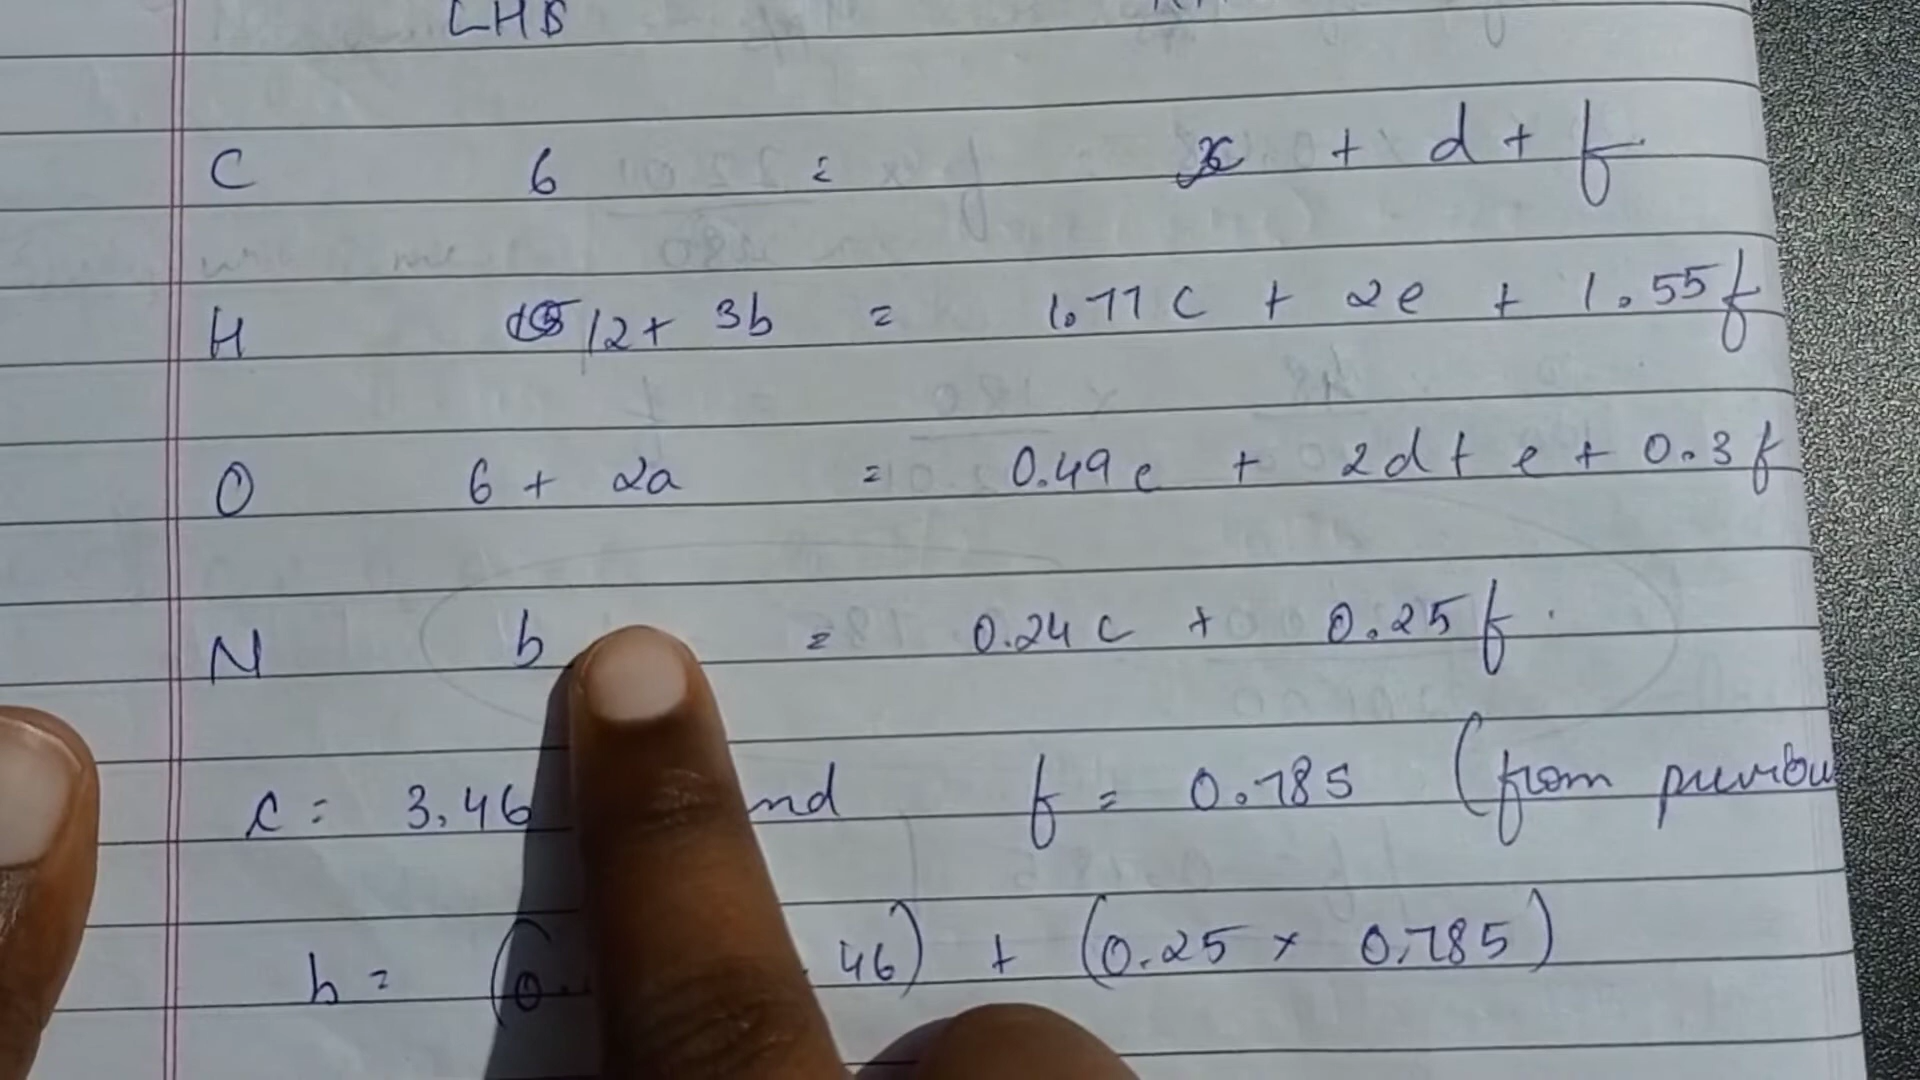 LHS
C 6 = x + d + f
H 12 + 3b = 1.77 c + 2e + 1.55 f
O 6 + 2a = 0.49 c + 2d + e + 0.3 f
N b = 0.24 c + 0.25 f.
c = 3.46 nd f = 0.785 (from
b = (0. 46) + (0.25 × 0.785)